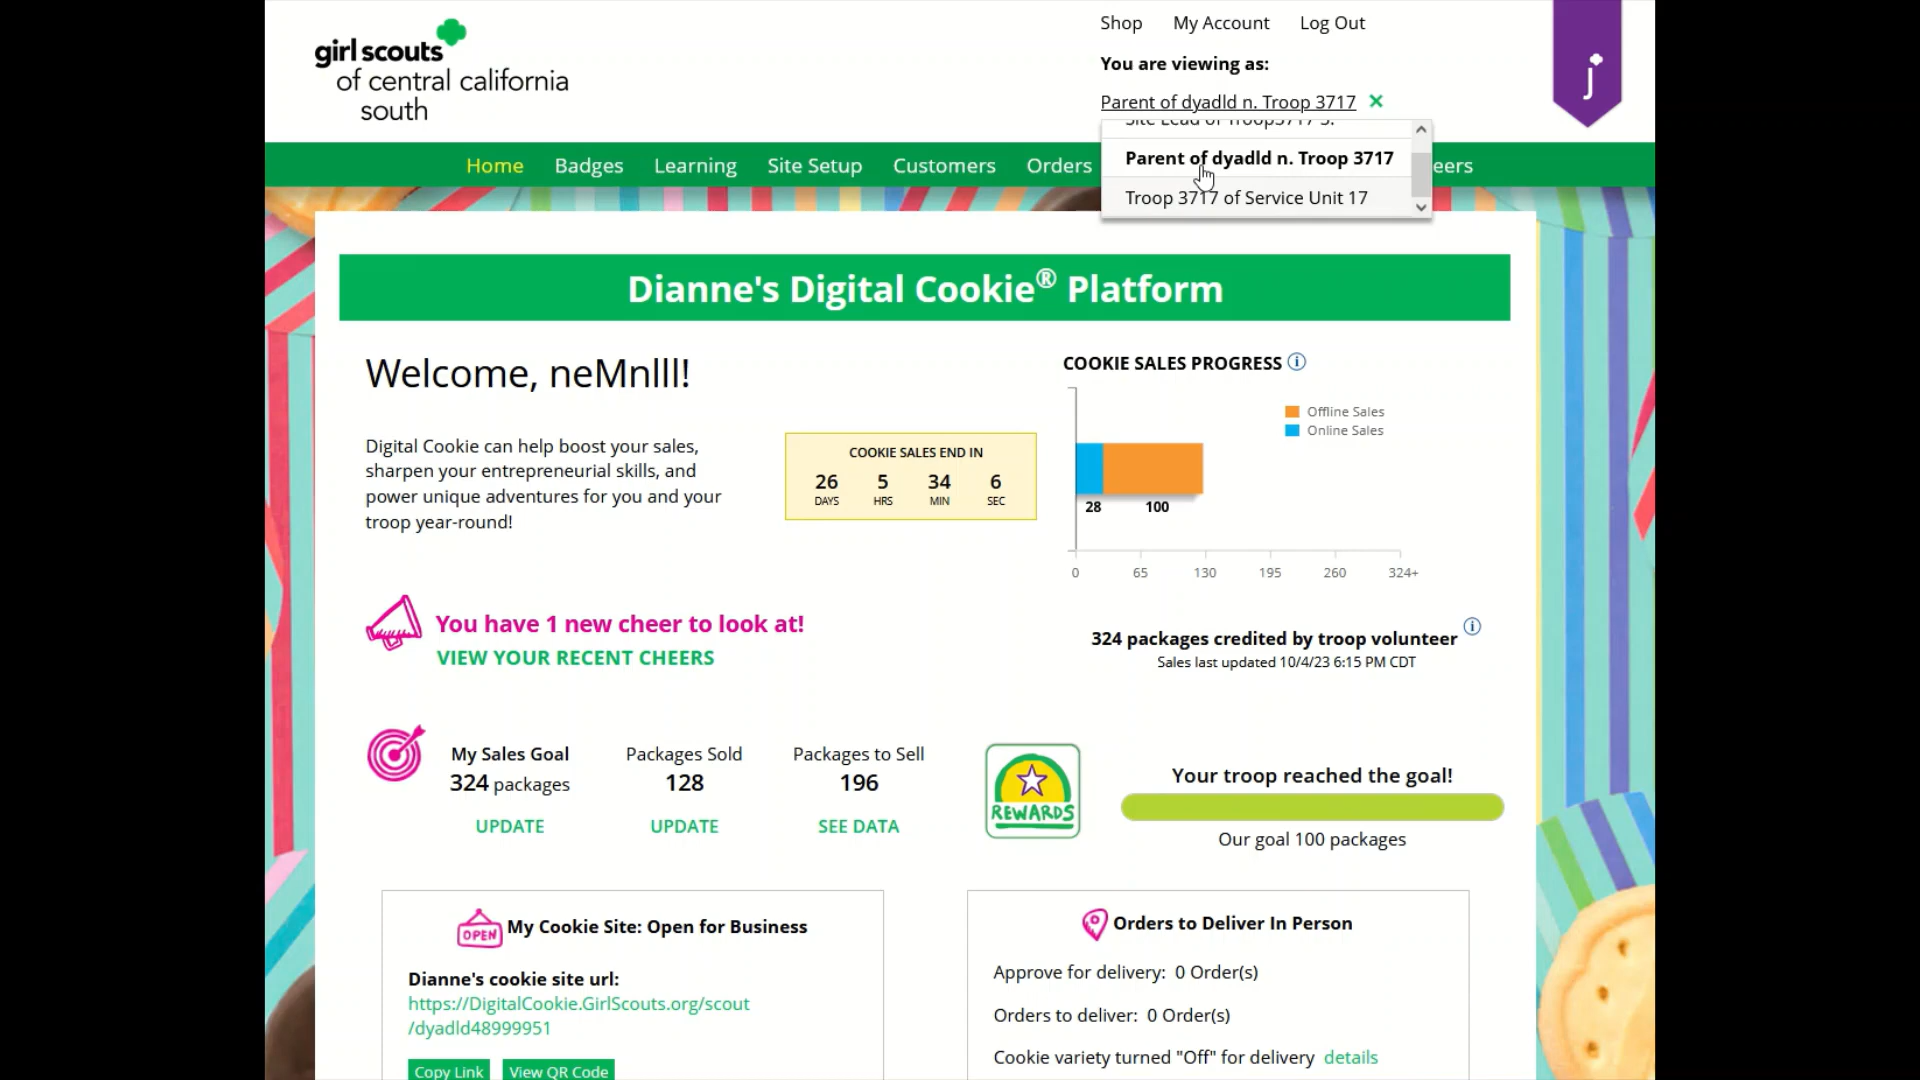 girl scouts
of central california
south
Shop My Account Log Out
You are viewing as:
Parent of dyadld n. Troop 3717
Site Lead of Troop3717 S.
Parent of dyadld n. Troop 3717
Troop 3717 of Service Unit 17
j
Home Badges Learning Site Setup Customers Orders eers
Dianne's Digital Cookie® Platform
Welcome, neMnlll!
Digital Cookie can help boost your sales,
sharpen your entrepreneurial skills, and
power unique adventures for you and your
troop year-round!
COOKIE SALES END IN
26 5 34 6
DAYS HRS MIN SEC
COOKIE SALES PROGRESS
Offline Sales
Online Sales
28 100
0 65 130 195 260 324+
You have 1 new cheer to look at!
VIEW YOUR RECENT CHEERS
324 packages credited by troop volunteer
Sales last updated 10/4/23 6:15 PM CDT
My Sales Goal Packages Sold Packages to Sell
324 packages 128 196
UPDATE UPDATE SEE DATA
REWARDS
Your troop reached the goal!
Our goal 100 packages
OPEN
My Cookie Site: Open for Business
Dianne's cookie site url:
https://DigitalCookie.GirlScouts.org/scout
/dyadld48999951
Copy Link View QR Code
Orders to Deliver In Person
Approve for delivery: 0 Order(s)
Orders to deliver: 0 Order(s)
Cookie variety turned "Off" for delivery details